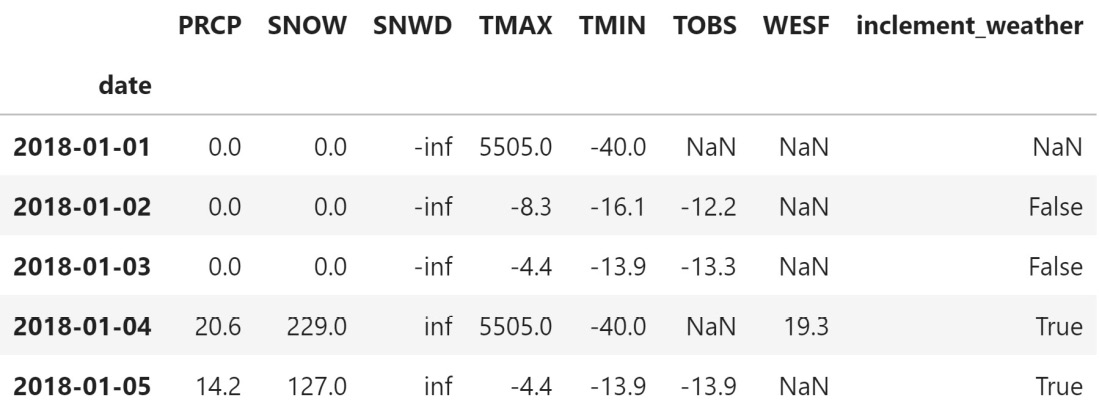 PRCP SNOW SNWD TMAX TMIN TOBS WESF inclement_weather
date
2018-01-01 0.0 0.0 -inf 5505.0 -40.0 NaN NaN NaN
2018-01-02 0.0 0.0 -inf -8.3 -16.1 -12.2 NaN False
2018-01-03 0.0 0.0 -inf -4.4 -13.9 -13.3 NaN False
2018-01-04 20.6 229.0 inf 5505.0 -40.0 NaN 19.3 True
2018-01-05 14.2 127.0 inf -4.4 -13.9 -13.9 NaN True